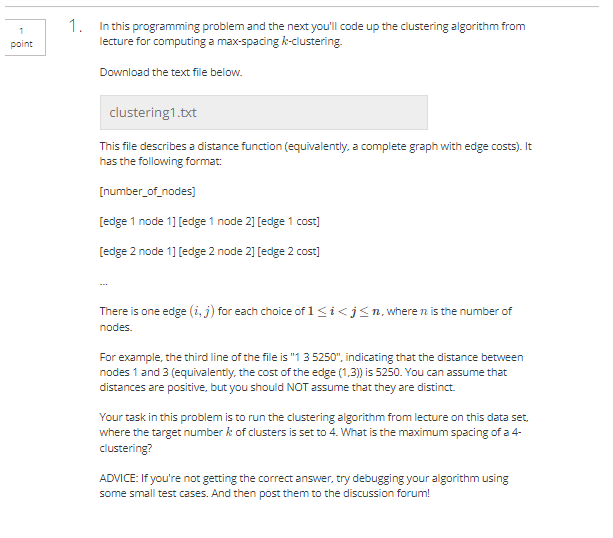 1
point
1. In this programming problem and the next you'll code up the clustering algorithm from
lecture for computing a max-spacing k-clustering.
Download the text file below.
clustering1.txt
This file describes a distance function (equivalently, a complete graph with edge costs). It
has the following format:
[number_of_nodes]
[edge 1 node 1] [edge 1 node 2] [edge 1 cost]
[edge 2 node 1] [edge 2 node 2] [edge 2 cost]
...
There is one edge (i, j) for each choice of 1 ≤ i < j ≤ n, where n is the number of
nodes.
For example, the third line of the file is "1 3 5250", indicating that the distance between
nodes 1 and 3 (equivalently, the cost of the edge (1,3)) is 5250. You can assume that
distances are positive, but you should NOT assume that they are distinct.
Your task in this problem is to run the clustering algorithm from lecture on this data set,
where the target number k of clusters is set to 4. What is the maximum spacing of a 4-
clustering?
ADVICE: If you're not getting the correct answer, try debugging your algorithm using
some small test cases. And then post them to the discussion forum!